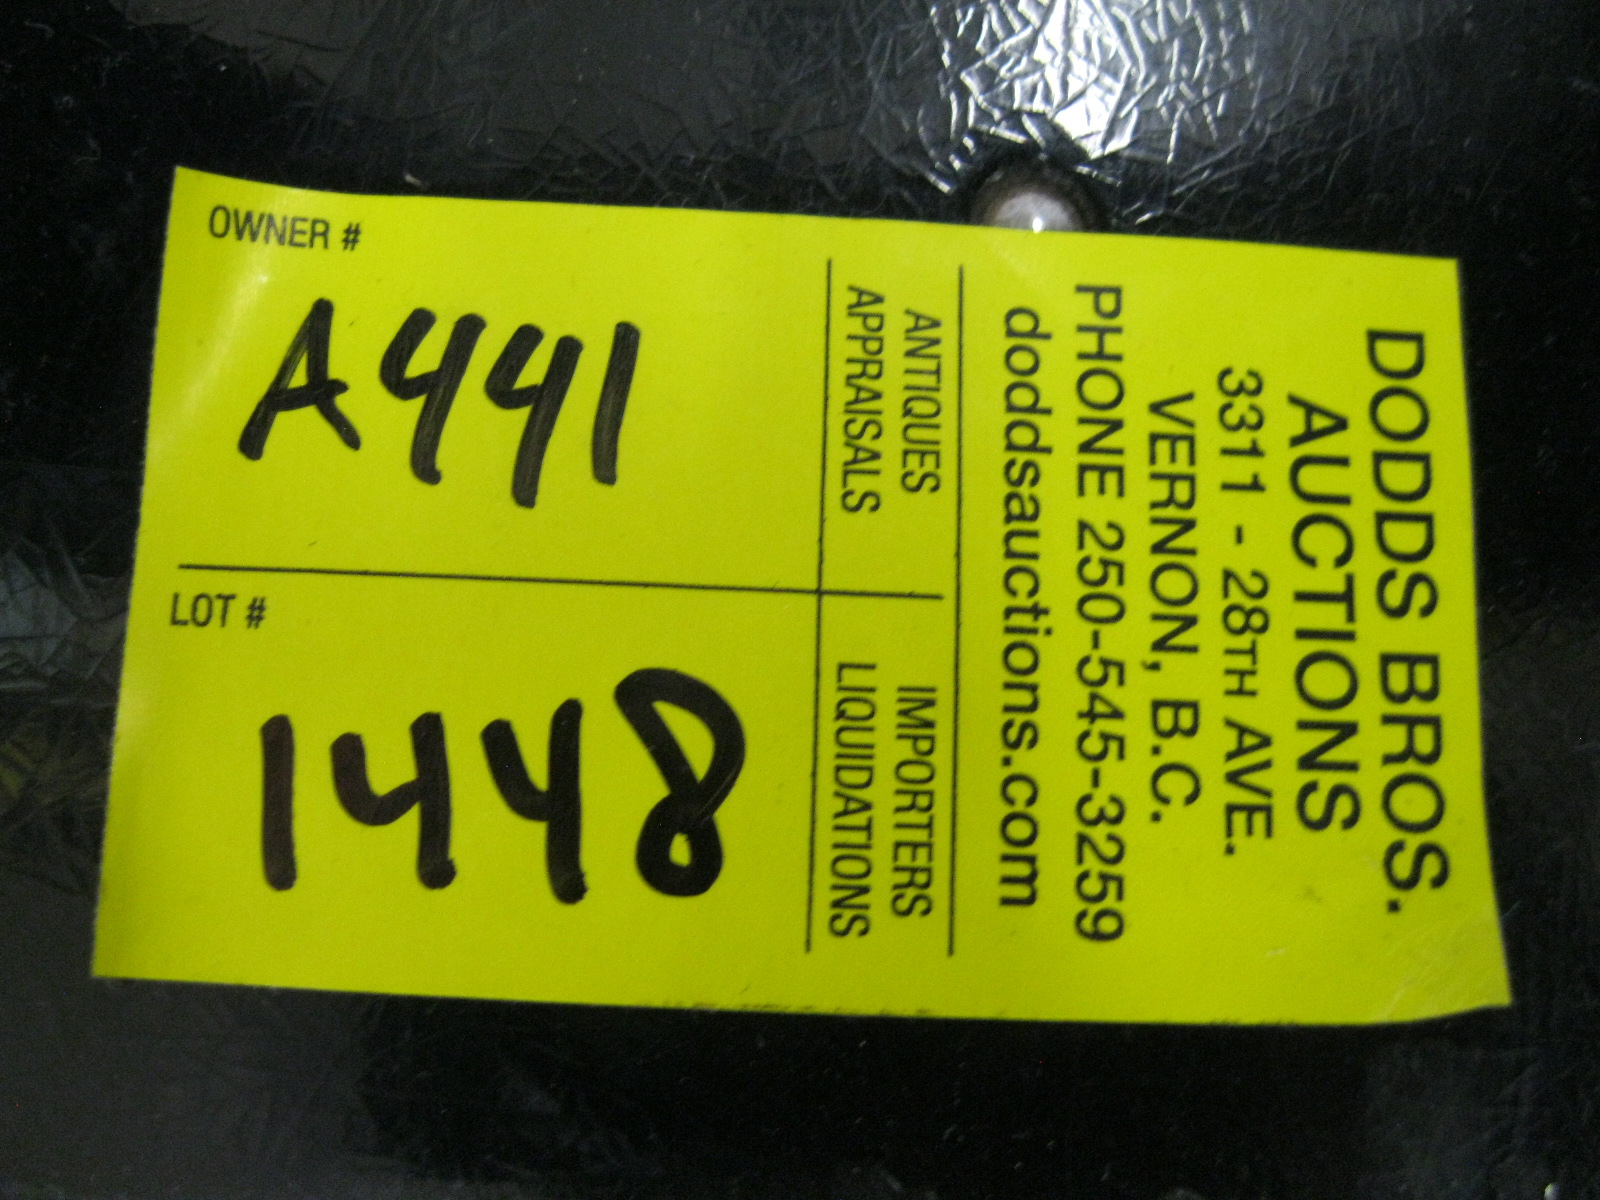 OWNER #
A441
LOT #
1448
DODDS BROS.
AUCTIONS
3311 - 28TH AVE.
VERNON, B.C.
PHONE 250-545-3259
doddsauctions.com
ANTIQUES
APPRAISALS
IMPORTERS
LIQUIDATIONS